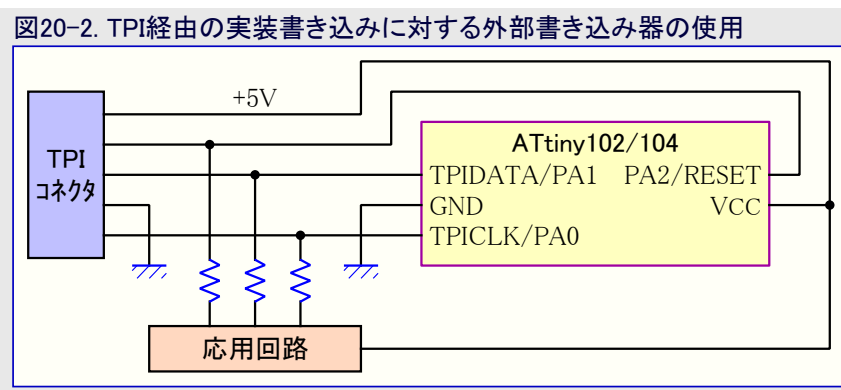 図20-2. TPI経由の実装書き込みに対する外部書き込み器の使用
+5V
TPI
コネクタ
ATtiny102/104
TPIDATA/PA1 PA2/RESET
GND VCC
TPICLK/PA0
応用回路